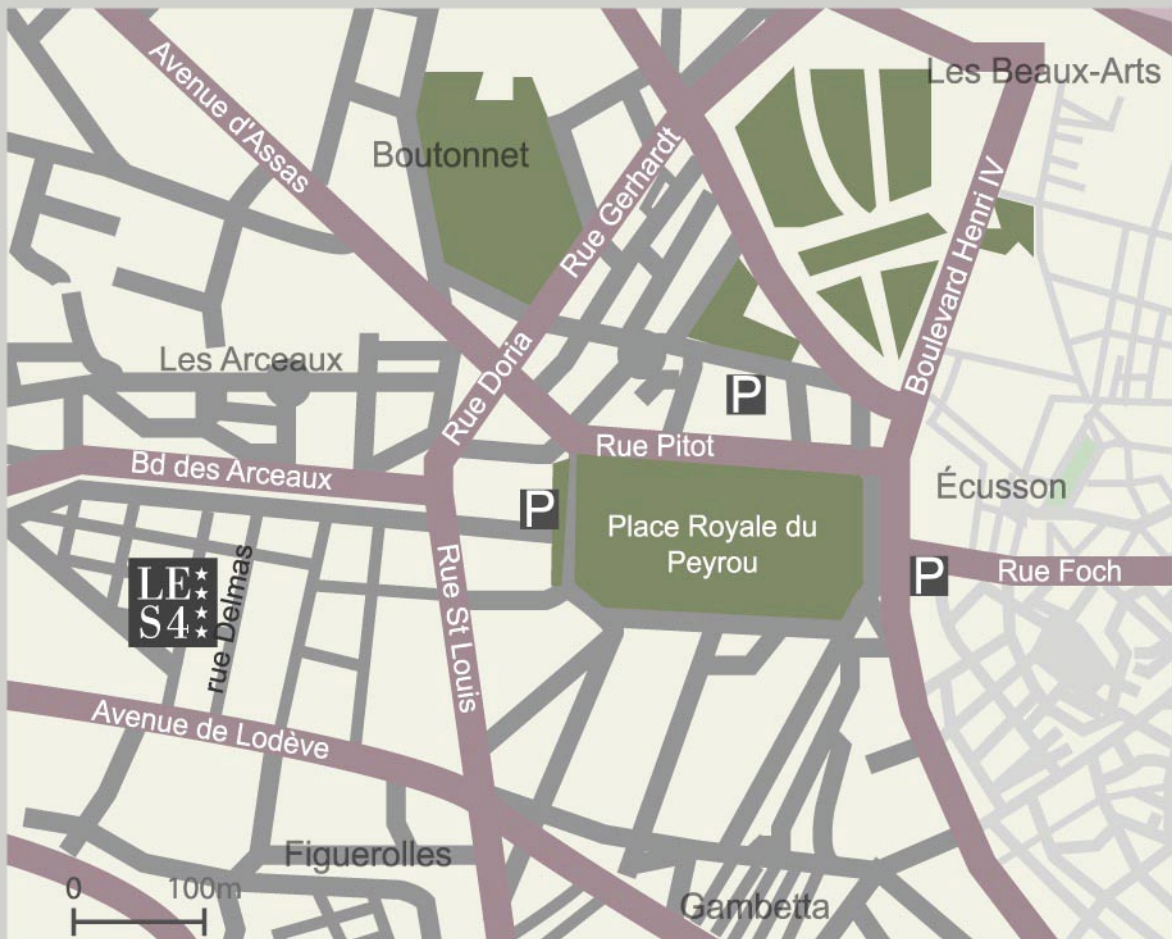 Les Beaux-Arts
Avenue d'Assas
Boutonnet
Rue Gerhardt
Boulevard Henri IV
Les Arceaux
Rue Doria
P
Rue Pitot
Bd des Arceaux
Écusson
P
Place Royale du
Peyrou
Rue St Louis
P
Rue Foch
LE
S4
rue Delmas
Avenue de Lodève
Figuerolles
0 100m
Gambetta